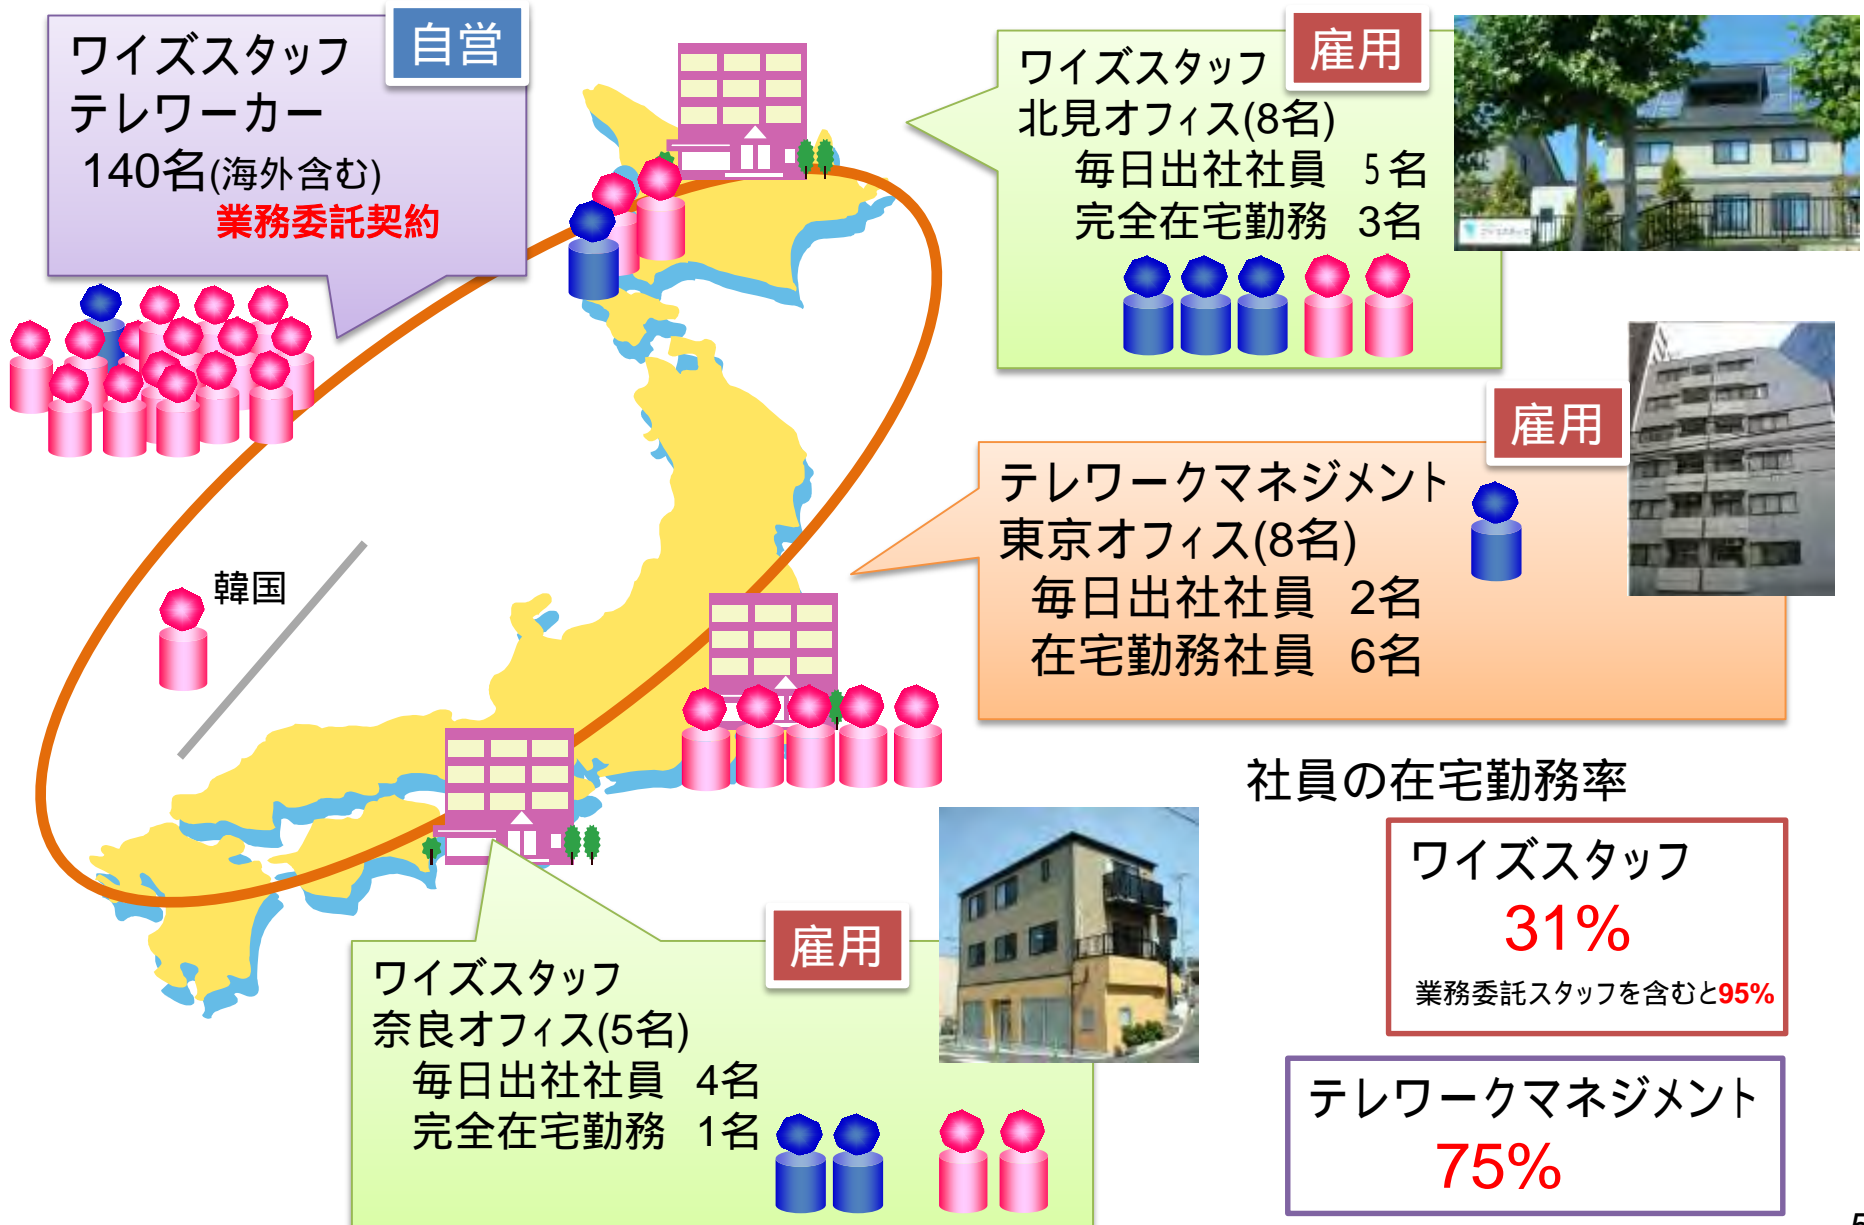 自営
ワイズスタッフ
テレワーカー
140名(海外含む)
業務委託契約
雇用
ワイズスタッフ
北見オフィス(8名)
毎日出社社員 5名
完全在宅勤務 3名
雇用
テレワークマネジメント
東京オフィス(8名)
毎日出社社員 2名
在宅勤務社員 6名
韓国
雇用
ワイズスタッフ
奈良オフィス(5名)
毎日出社社員 4名
完全在宅勤務 1名
社員の在宅勤務率
ワイズスタッフ
31%
業務委託スタッフを含むと95%
テレワークマネジメント
75%